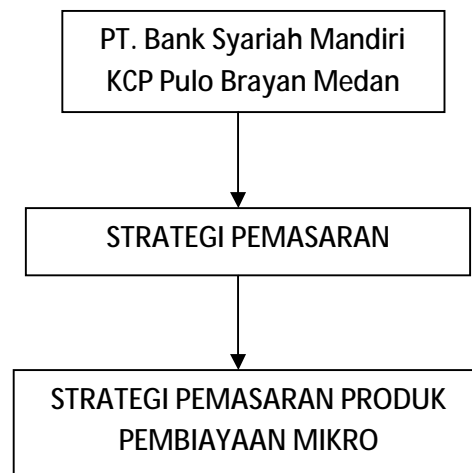 PT. Bank Syariah Mandiri
KCP Pulo Brayan Medan
STRATEGI PEMASARAN
STRATEGI PEMASARAN PRODUK
PEMBIAYAAN MIKRO